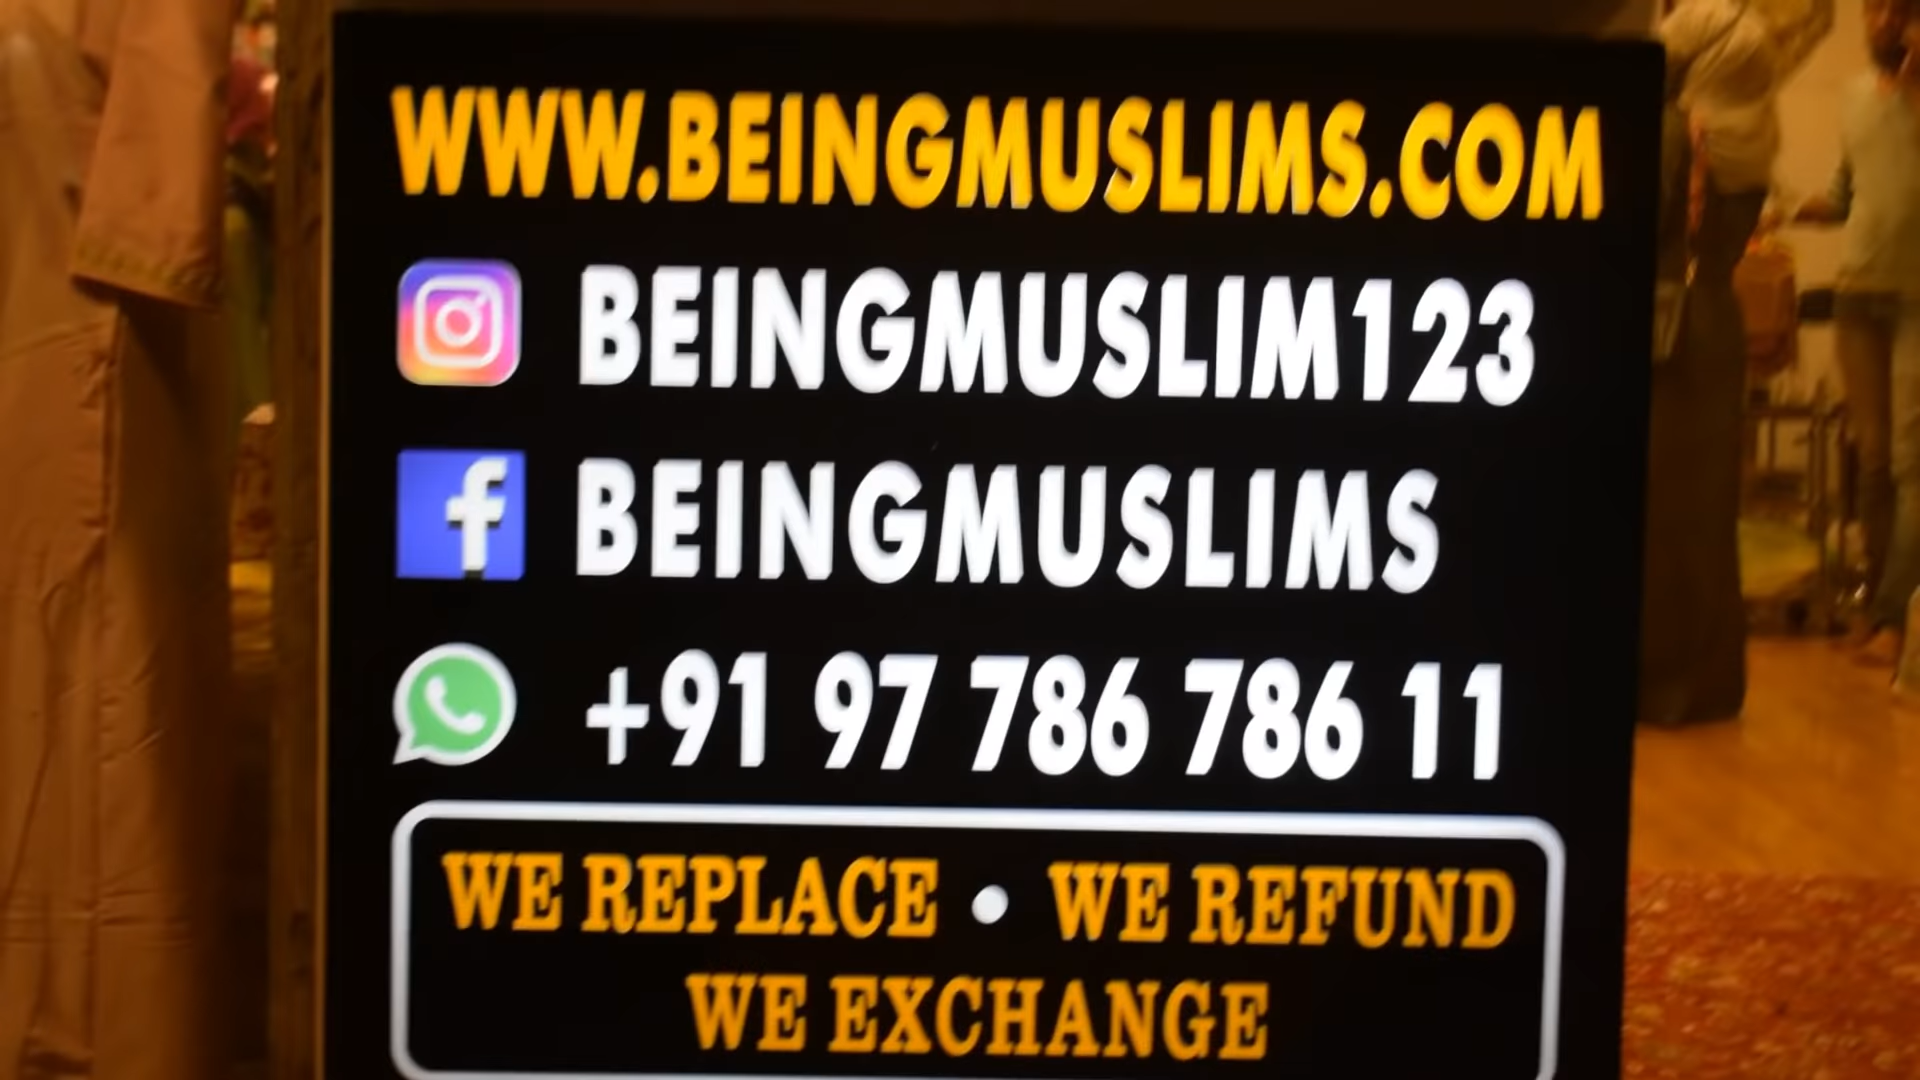 WWW.BEINGMUSLIMS.COM
BEINGMUSLIM123
BEINGMUSLIMS
+91 97 786 786 11
WE REPLACE • WE REFUND
WE EXCHANGE